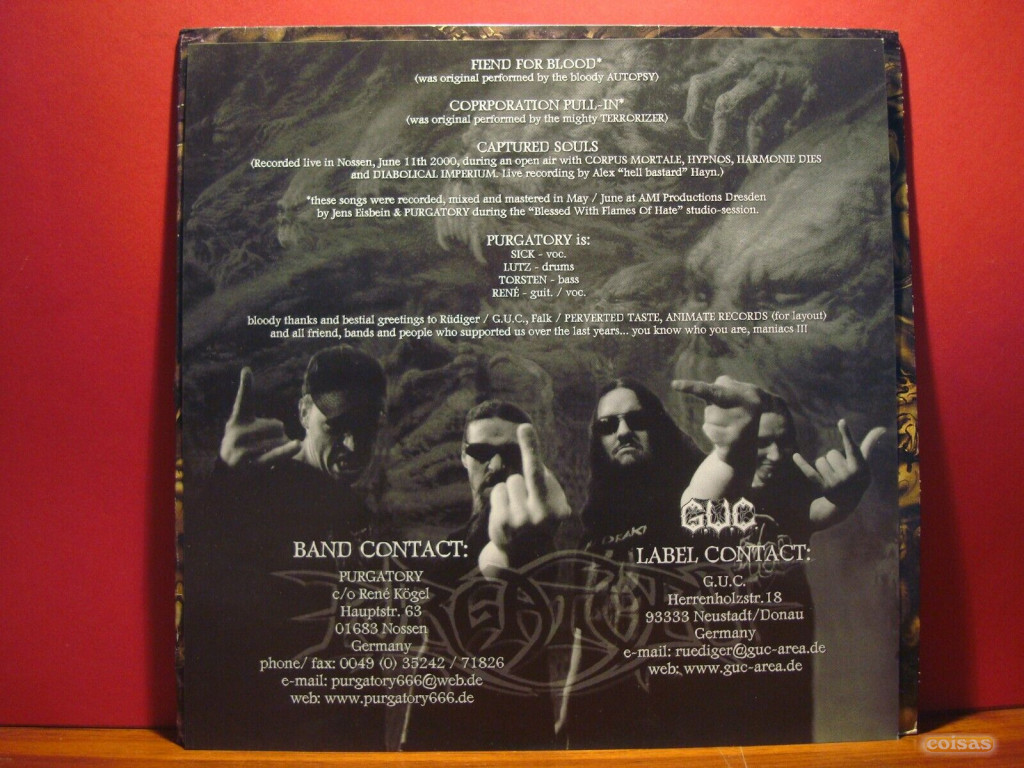 FIEND FOR BLOOD*
(was original performed by the bloody AUTOPSY)
COPRPORATION PULL-IN*
(was original performed by the mighty TERRORIZER)
CAPTURED SOULS
(Recorded live in Nossen, June 11th 2000, during an open air with CORPUS MORTALE, HYPNOS, HARMONIE DIES
and DIABOLICAL IMPERIUM. Live recording by Alex "hell bastard" Hayn.)
*these songs were recorded, mixed and mastered in May / June at AMI Productions Dresden
by Jens Eisbein & PURGATORY during the "Blessed With Flames Of Hate" studio-session.
PURGATORY is:
SICK - voc.
LUTZ - drums
TORSTEN - bass
RENÉ - guit. / voc.
bloody thanks and bestial greetings to Rüdiger / G.U.C., Falk / PERVERTED TASTE, ANIMATE RECORDS (for layout)
and all friend, bands and people who supported us over the last years... you know who you are, maniacs !!!
GUC
BAND CONTACT:
PURGATORY
c/o René Kögel
Hauptstr. 63
01683 Nossen
Germany
phone/ fax: 0049 (0) 35242 / 71826
e-mail: purgatory666@web.de
web: www.purgatory666.de
LABEL CONTACT:
G.U.C.
Herrenholzstr.18
93333 Neustadt/Donau
Germany
e-mail: ruediger@guc-area.de
web: www.guc-area.de
coisas